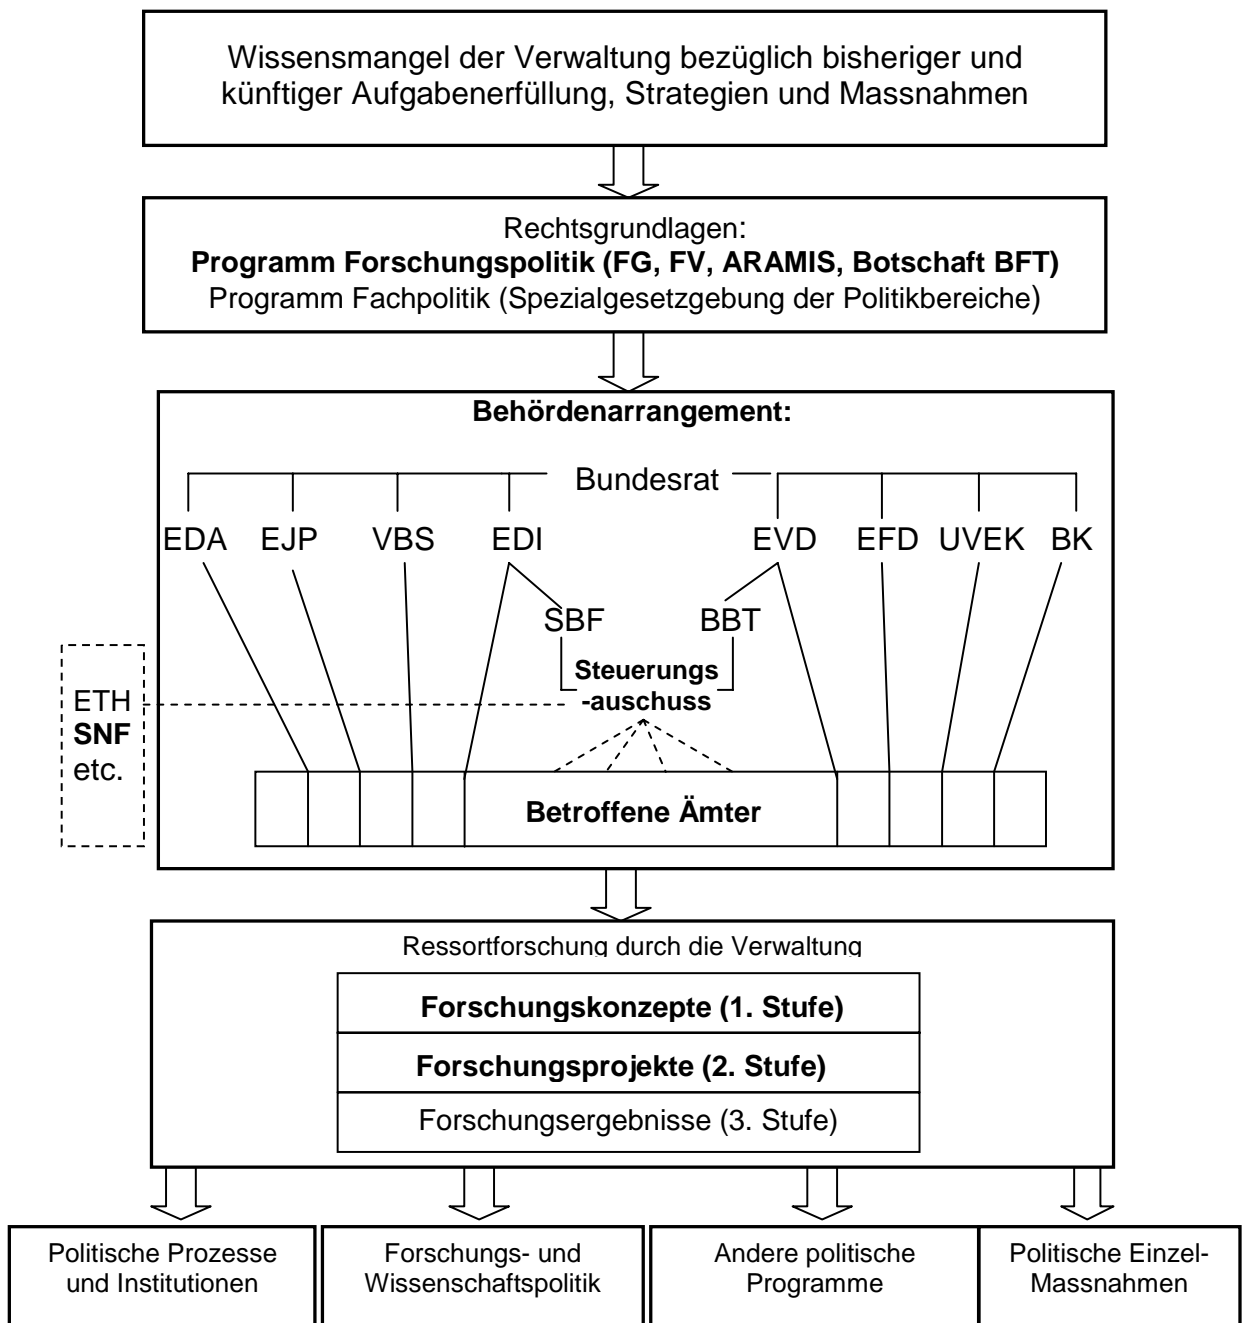 Wissensmangel der Verwaltung bezüglich bisheriger und
künftiger Aufgabenerfüllung, Strategien und Massnahmen
Rechtsgrundlagen:
Programm Forschungspolitik (FG, FV, ARAMIS, Botschaft BFT)
Programm Fachpolitik (Spezialgesetzgebung der Politikbereiche)
Behördenarrangement:
Bundesrat
EDA EJP VBS EDI EVD EFD UVEK BK
SBF BBT
Steuerungs
-auschuss
ETH
SNF
etc.
Betroffene Ämter
Ressortforschung durch die Verwaltung
Forschungskonzepte (1. Stufe)
Forschungsprojekte (2. Stufe)
Forschungsergebnisse (3. Stufe)
Politische Prozesse
und Institutionen
Forschungs- und
Wissenschaftspolitik
Andere politische
Programme
Politische Einzel-
Massnahmen